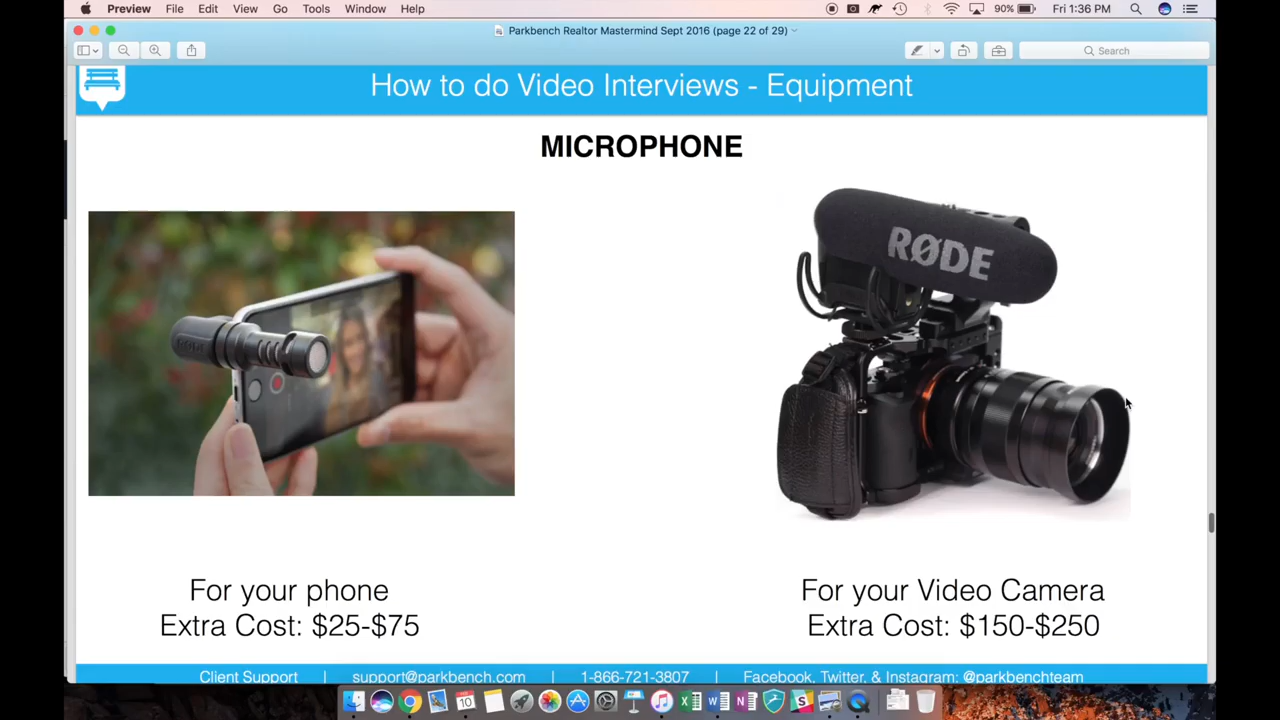 Preview File Edit View Go Tools Window Help 90% Fri 1:36 PM
Parkbench Realtor Mastermind Sept 2016 (page 22 of 29)
Search
How to do Video Interviews - Equipment
MICROPHONE
RØDE
RØDE
For your phone
Extra Cost: $25-$75
For your Video Camera
Extra Cost: $150-$250
Client Support | support@parkbench.com | 1-866-721-3807 | Facebook, Twitter, & Instagram: @parkbenchteam
10